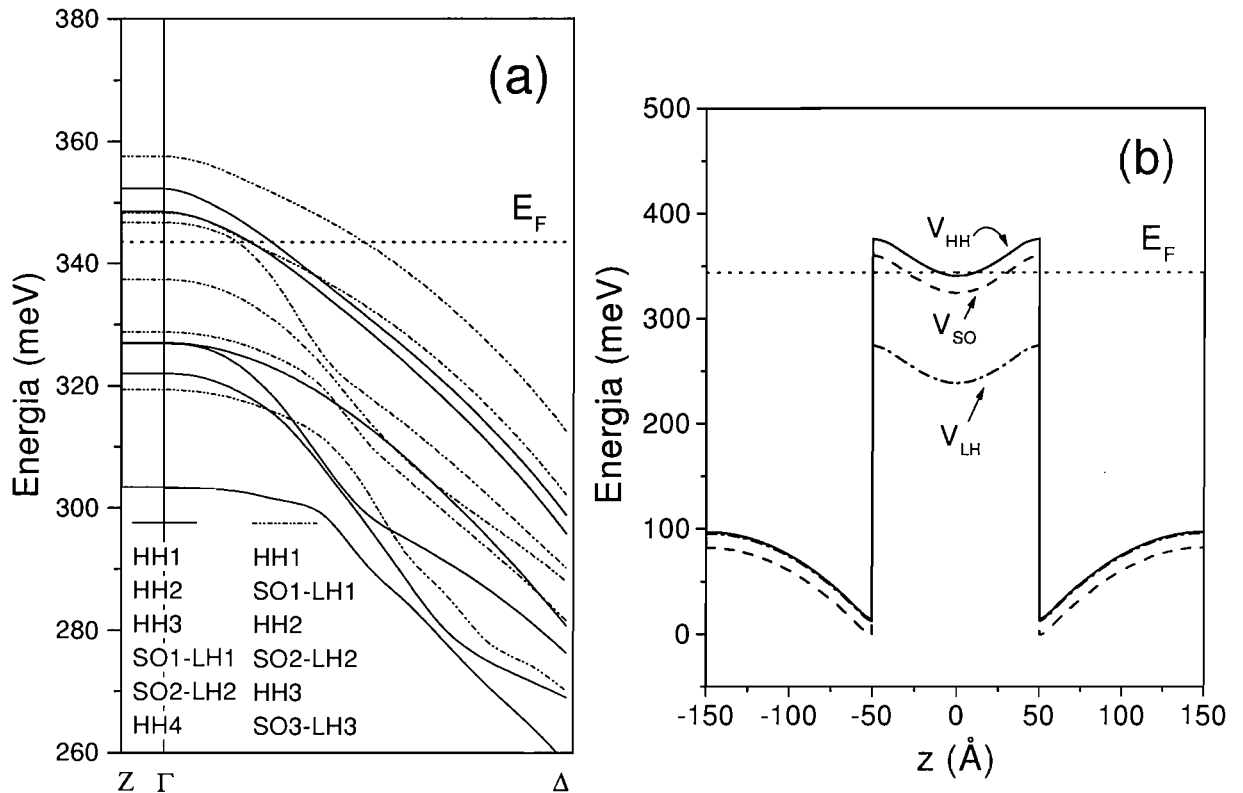 (a)
Energia (meV)
380
360
340
320
300
280
260
E_F
HH1
HH2
HH3
SO1-LH1
SO2-LH2
HH4
HH1
SO1-LH1
HH2
SO2-LH2
HH3
SO3-LH3
Z Γ Δ
(b)
Energia (meV)
500
400
300
200
100
0
V_HH
E_F
V_SO
V_LH
-150 -100 -50 0 50 100 150
z (Å)